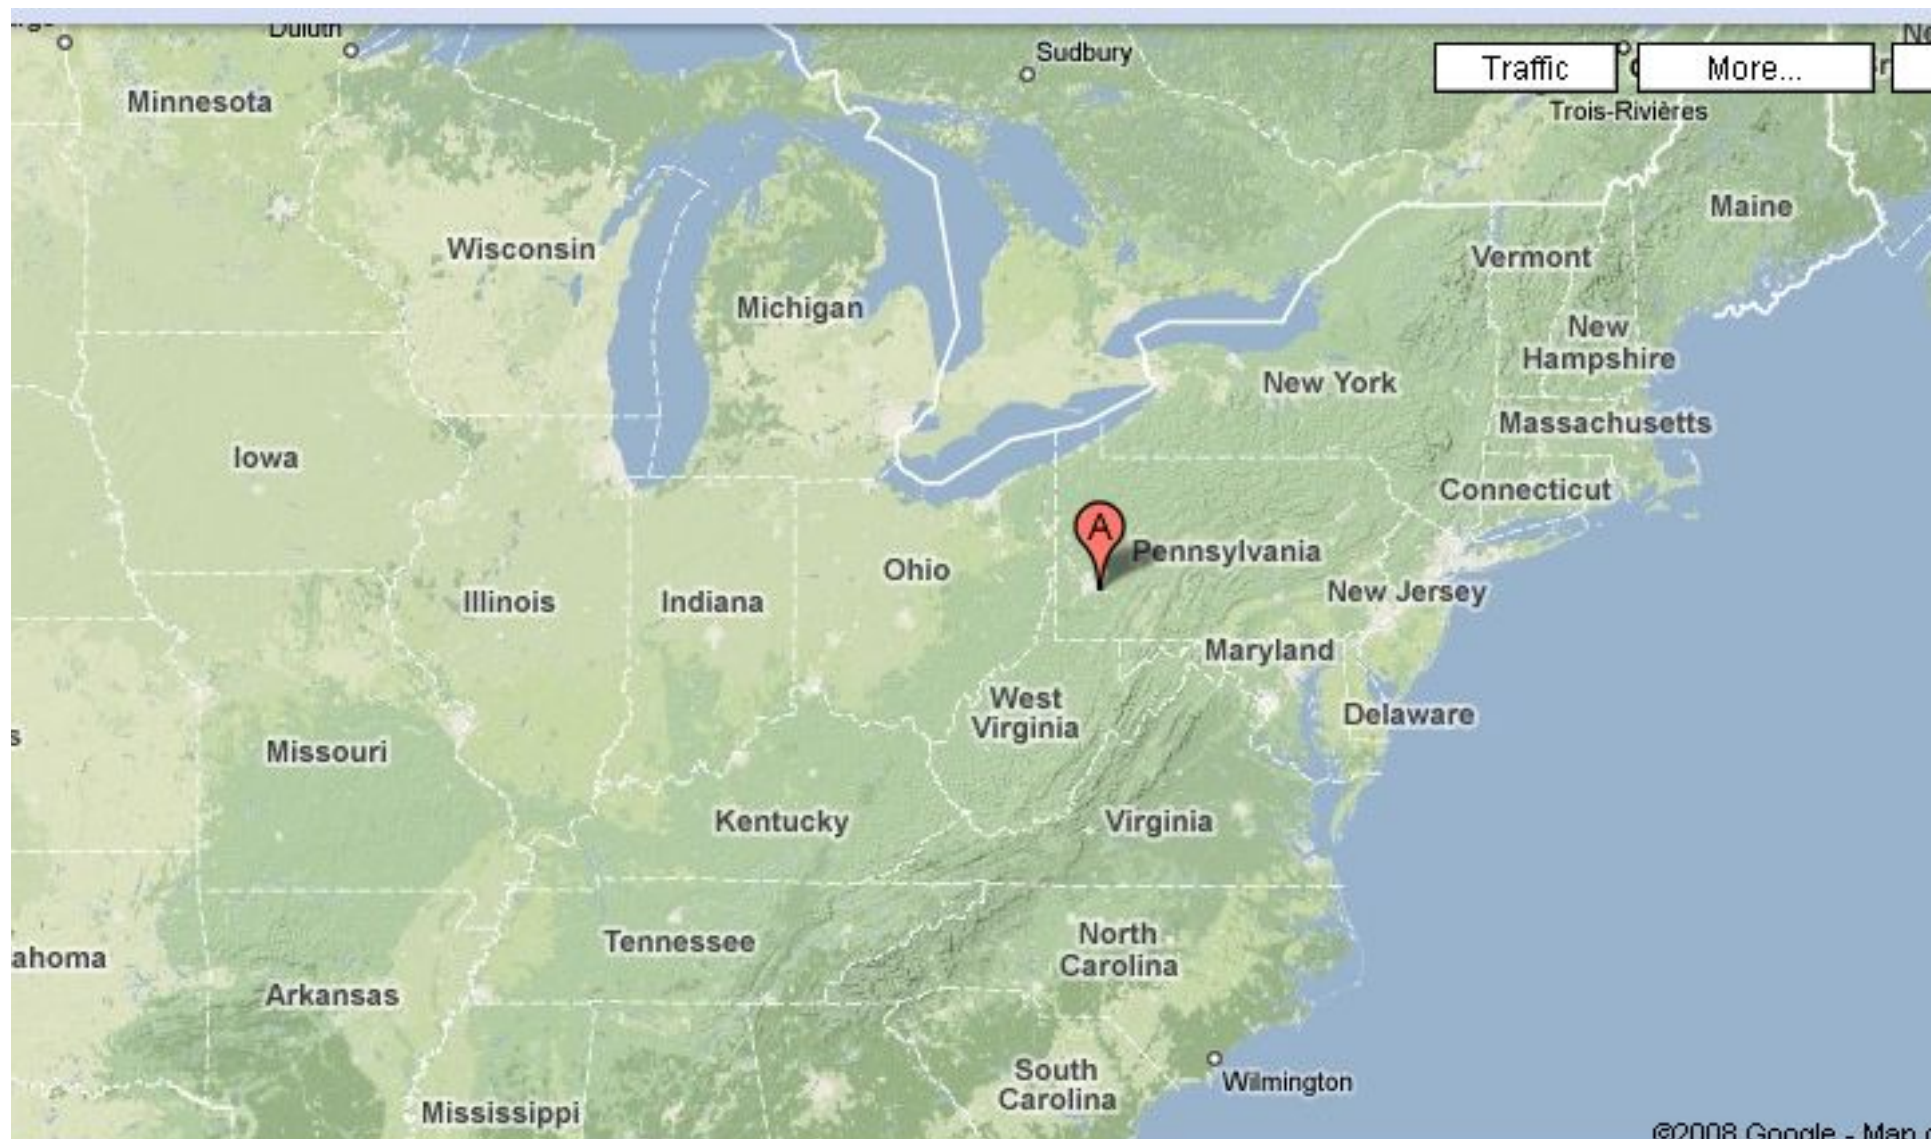 Duluth
Sudbury
Traffic
More...
Minnesota
Trois-Rivières
Maine
Wisconsin
Vermont
Michigan
New
Hampshire
New York
Massachusetts
Iowa
Connecticut
A
Pennsylvania
Ohio
New Jersey
Illinois
Indiana
Maryland
West
Virginia
Delaware
Missouri
Kentucky
Virginia
North
Carolina
Tennessee
ahoma
Arkansas
South
Carolina
Wilmington
Mississippi
©2008 Google - Map